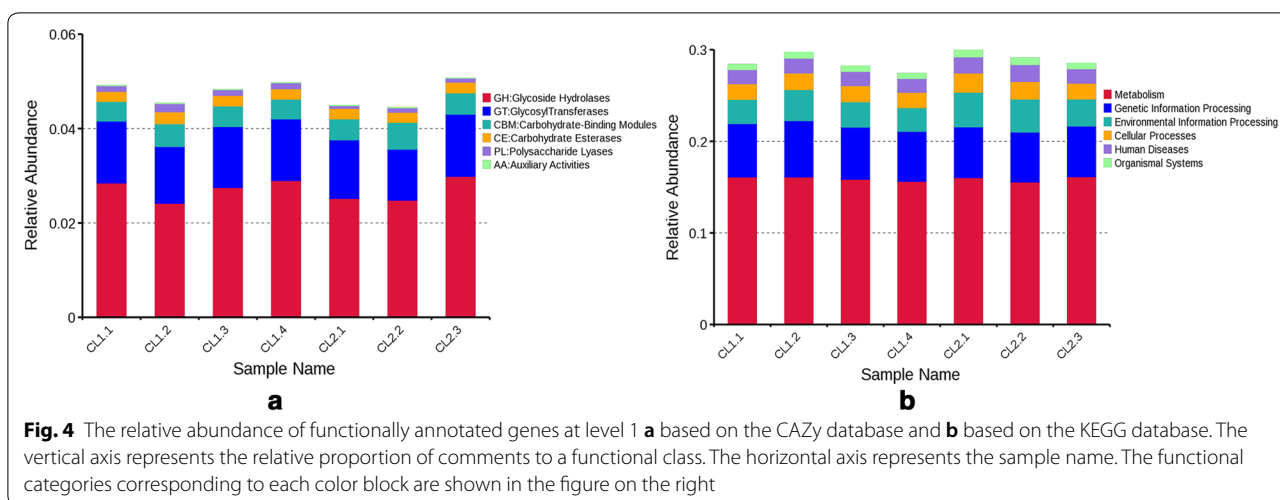 0.06
0.04
0.02
0
Relative Abundance
CL1.1
CL1.2
CL1.3
CL1.4
CL2.1
CL2.2
CL2.3
Sample Name
GH:Glycoside Hydrolases
GT:GlycosylTransferases
CBM:Carbohydrate-Binding Modules
CE:Carbohydrate Esterases
PL:Polysaccharide Lyases
AA:Auxiliary Activities
a
0.3
0.2
0.1
0
Relative Abundance
CL1.1
CL1.2
CL1.3
CL1.4
CL2.1
CL2.2
CL2.3
Sample Name
Metabolism
Genetic Information Processing
Environmental Information Processing
Cellular Processes
Human Diseases
Organismal Systems
b
Fig. 4 The relative abundance of functionally annotated genes at level 1 a based on the CAZy database and b based on the KEGG database. The
vertical axis represents the relative proportion of comments to a functional class. The horizontal axis represents the sample name. The functional
categories corresponding to each color block are shown in the figure on the right